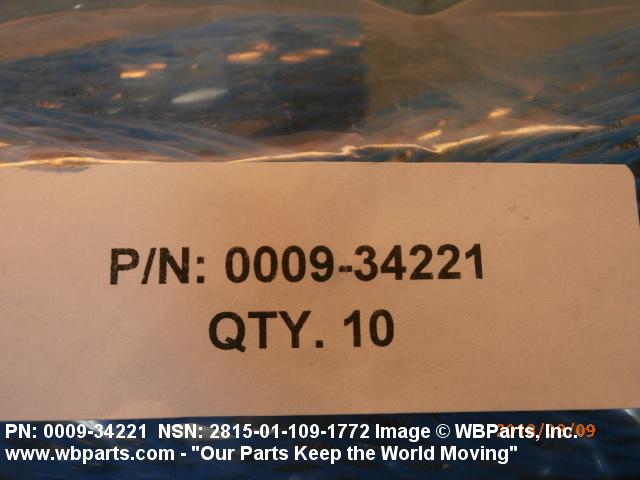 P/N: 0009-34221
QTY. 10
PN: 0009-34221 NSN: 2815-01-109-1772 Image © WBParts, Inc.
www.wbparts.com - "Our Parts Keep the World Moving"